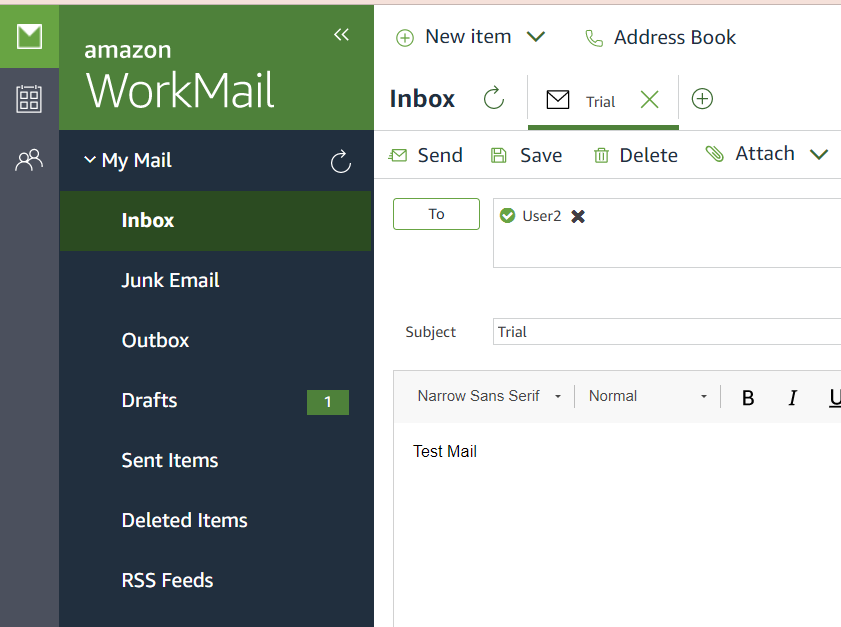 amazon
WorkMail
My Mail
Inbox
Junk Email
Outbox
Drafts 1
Sent Items
Deleted Items
RSS Feeds
New item Address Book
Inbox Trial
Send Save Delete Attach
To User2
Subject Trial
Narrow Sans Serif Normal B I U
Test Mail